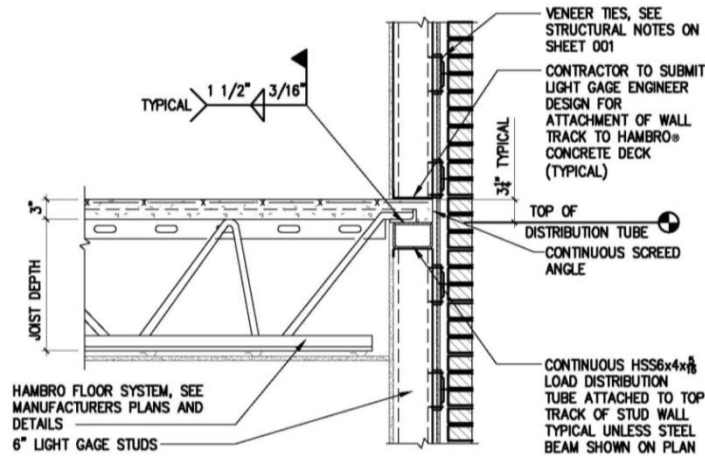 VENEER TIES, SEE
STRUCTURAL NOTES ON
SHEET 001
1 1/2" 3/16"
TYPICAL
CONTRACTOR TO SUBMIT
LIGHT GAGE ENGINEER
DESIGN FOR
ATTACHMENT OF WALL
TRACK TO HAMBRO®
CONCRETE DECK
(TYPICAL)
TYPICAL
3"
TOP OF
DISTRIBUTION TUBE
CONTINUOUS SCREED
ANGLE
JOIST DEPTH
CONTINUOUS HSS6x4x5/16
LOAD DISTRIBUTION
TUBE ATTACHED TO TOP
TRACK OF STUD WALL
TYPICAL UNLESS STEEL
BEAM SHOWN ON PLAN
HAMBRO FLOOR SYSTEM, SEE
MANUFACTURERS PLANS AND
DETAILS
6" LIGHT GAGE STUDS